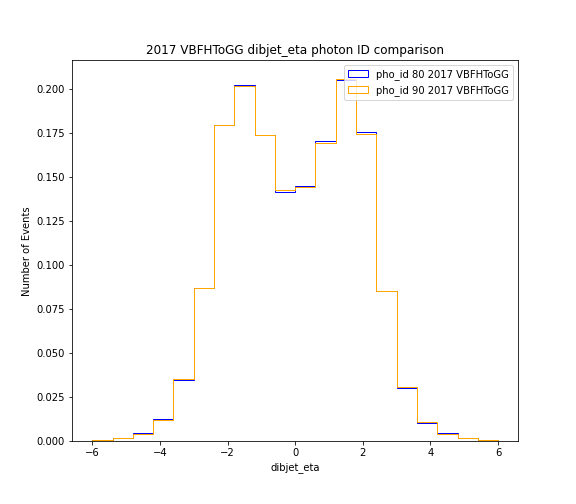 2017 VBFHToGG dibjet_eta photon ID comparison
pho_id 80 2017 VBFHToGG
pho_id 90 2017 VBFHToGG
Number of Events
0.200
0.175
0.150
0.125
0.100
0.075
0.050
0.025
0.000
−6 −4 −2 0 2 4 6
dibjet_eta